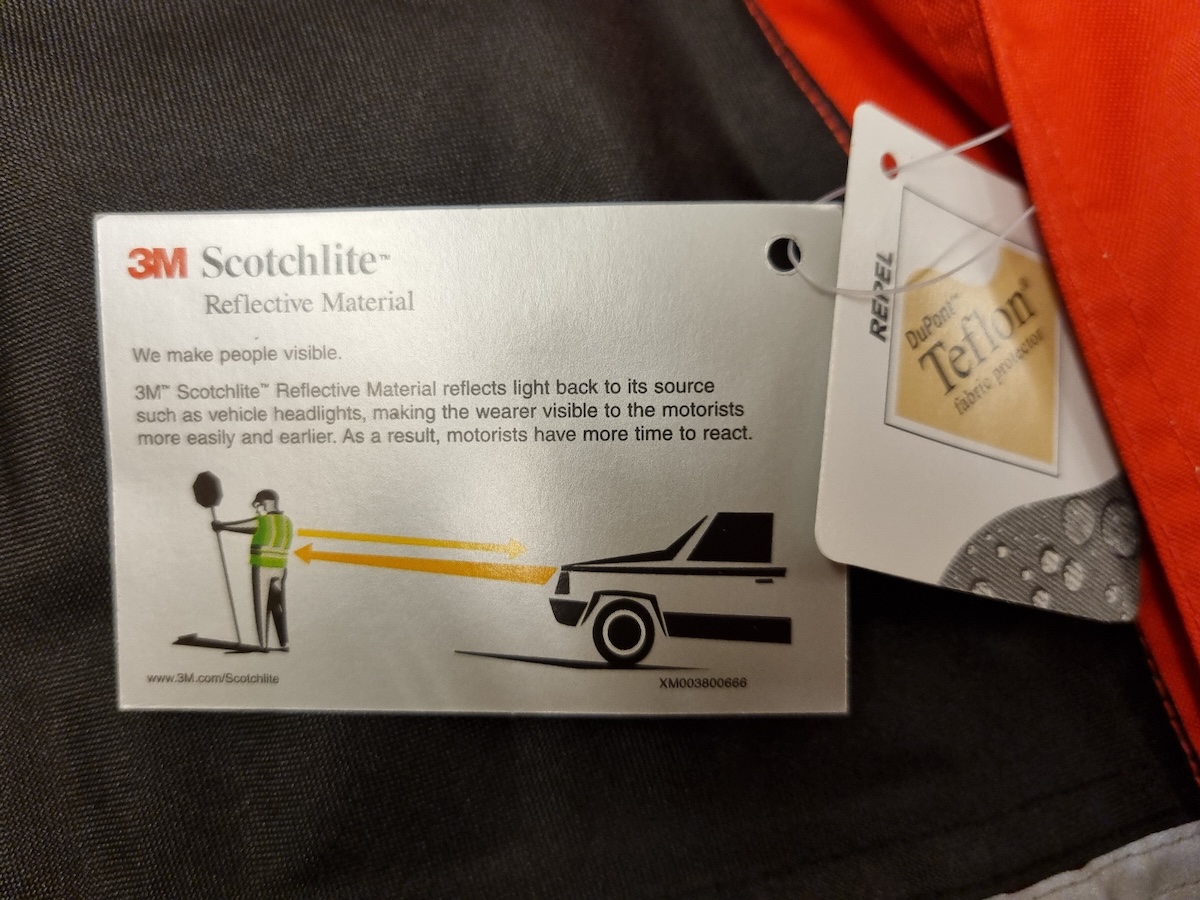 3M Scotchlite™
Reflective Material
We make people visible.
3M™ Scotchlite™ Reflective Material reflects light back to its source
such as vehicle headlights, making the wearer visible to the motorists
more easily and earlier. As a result, motorists have more time to react.
www.3M.com/Scotchlite
XM003800666
REPEL
DuPont™
Teflon®
fabric protector